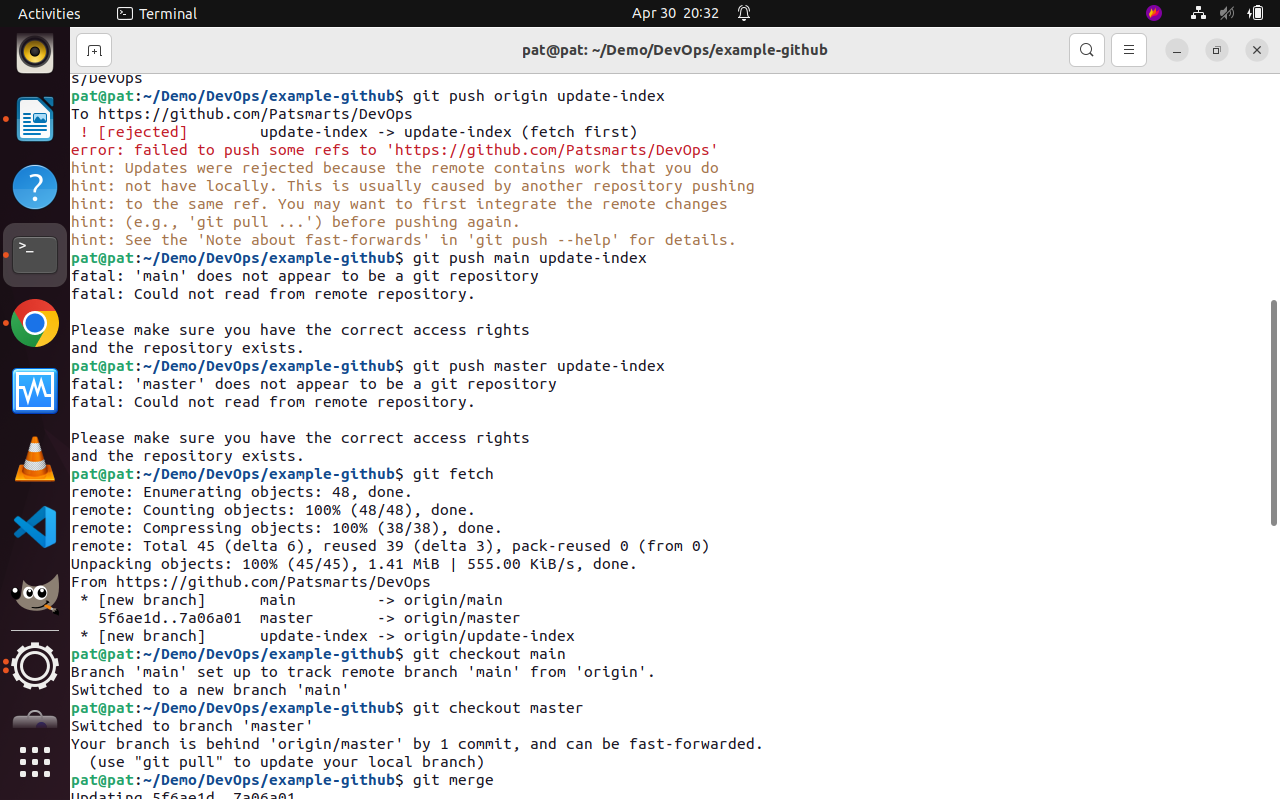 Activities
Terminal
Apr 30 20:32
pat@pat: ~/Demo/DevOps/example-github
s/DevOps
pat@pat:~/Demo/DevOps/example-github$ git push origin update-index
To https://github.com/Patsmarts/DevOps
 ! [rejected]        update-index -> update-index (fetch first)
error: failed to push some refs to 'https://github.com/Patsmarts/DevOps'
hint: Updates were rejected because the remote contains work that you do
hint: not have locally. This is usually caused by another repository pushing
hint: to the same ref. You may want to first integrate the remote changes
hint: (e.g., 'git pull ...') before pushing again.
hint: See the 'Note about fast-forwards' in 'git push --help' for details.
pat@pat:~/Demo/DevOps/example-github$ git push main update-index
fatal: 'main' does not appear to be a git repository
fatal: Could not read from remote repository.
Please make sure you have the correct access rights
and the repository exists.
pat@pat:~/Demo/DevOps/example-github$ git push master update-index
fatal: 'master' does not appear to be a git repository
fatal: Could not read from remote repository.
Please make sure you have the correct access rights
and the repository exists.
pat@pat:~/Demo/DevOps/example-github$ git fetch
remote: Enumerating objects: 48, done.
remote: Counting objects: 100% (48/48), done.
remote: Compressing objects: 100% (38/38), done.
remote: Total 45 (delta 6), reused 39 (delta 3), pack-reused 0 (from 0)
Unpacking objects: 100% (45/45), 1.41 MiB | 555.00 KiB/s, done.
From https://github.com/Patsmarts/DevOps
 * [new branch]      main         -> origin/main
   5f6ae1d..7a06a01  master       -> origin/master
 * [new branch]      update-index -> origin/update-index
pat@pat:~/Demo/DevOps/example-github$ git checkout main
Branch 'main' set up to track remote branch 'main' from 'origin'.
Switched to a new branch 'main'
pat@pat:~/Demo/DevOps/example-github$ git checkout master
Switched to branch 'master'
Your branch is behind 'origin/master' by 1 commit, and can be fast-forwarded.
  (use "git pull" to update your local branch)
pat@pat:~/Demo/DevOps/example-github$ git merge
Updating 5f6ae1d..7a06a01